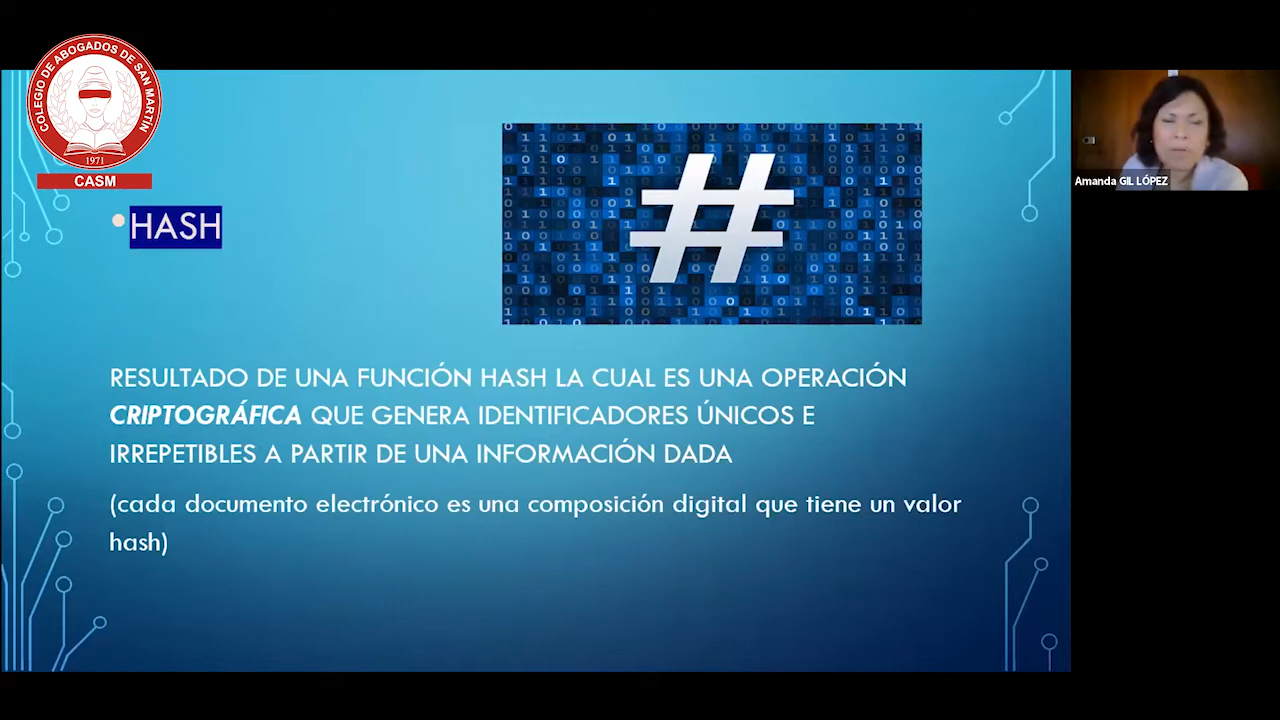 COLEGIO DE ABOGADOS DE SAN MARTÍN
1971
CASM
HASH
#
Amanda GIL LÓPEZ
RESULTADO DE UNA FUNCIÓN HASH LA CUAL ES UNA OPERACIÓN
CRIPTOGRÁFICA QUE GENERA IDENTIFICADORES ÚNICOS E
IRREPETIBLES A PARTIR DE UNA INFORMACIÓN DADA
(cada documento electrónico es una composición digital que tiene un valor
hash)